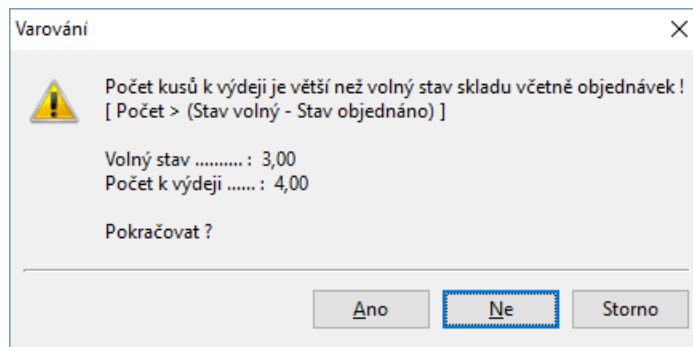 Varování
Počet kusů k výdeji je větší než volný stav skladu včetně objednávek !
[ Počet > (Stav volný - Stav objednáno) ]
Volný stav .......... : 3,00
Počet k výdeji ...... : 4,00
Pokračovat ?
Ano
Ne
Storno